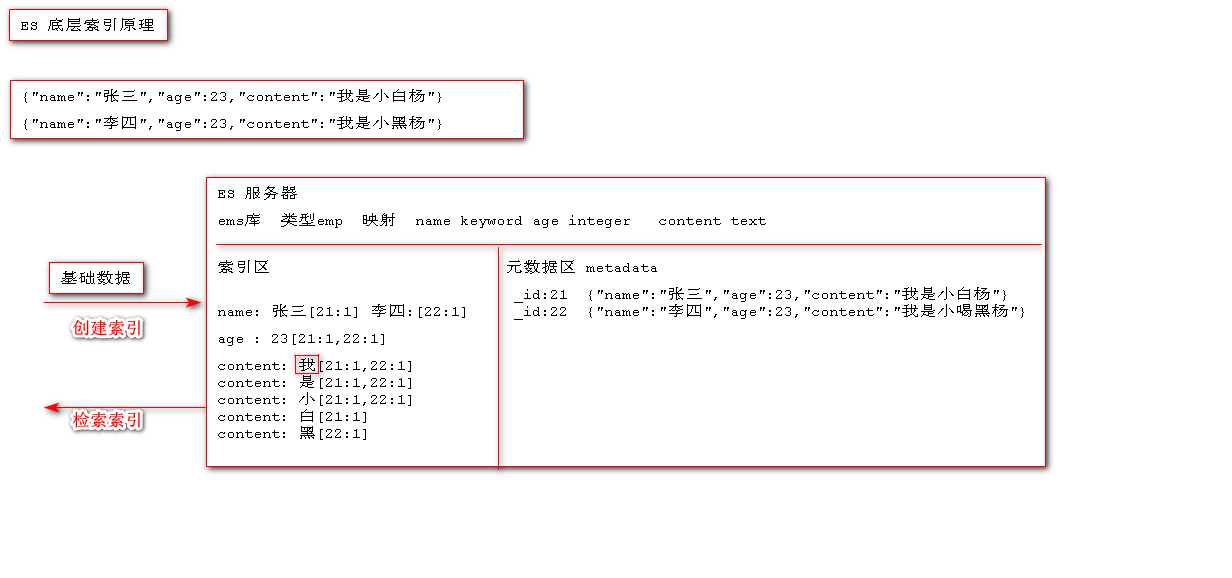 ES 底层索引原理
{"name":"张三","age":23,"content":"我是小白杨"}
{"name":"李四","age":23,"content":"我是小黑杨"}
ES 服务器
ems库 类型emp 映射 name keyword age integer content text
基础数据
创建索引
检索索引
索引区
name: 张三[21:1] 李四:[22:1]
age : 23[21:1,22:1]
content: 我[21:1,22:1]
content: 是[21:1,22:1]
content: 小[21:1,22:1]
content: 白[21:1]
content: 黑[22:1]
元数据区 metadata
_id:21 {"name":"张三","age":23,"content":"我是小白杨"}
_id:22 {"name":"李四","age":23,"content":"我是小喝黑杨"}